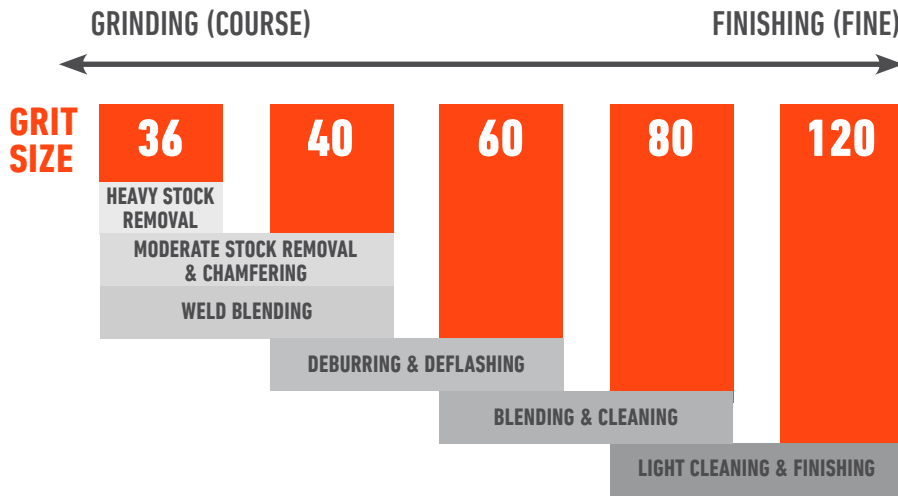 GRINDING (COURSE)
FINISHING (FINE)
GRIT
SIZE
36
40
60
80
120
HEAVY STOCK
REMOVAL
MODERATE STOCK REMOVAL
& CHAMFERING
WELD BLENDING
DEBURRING & DEFLASHING
BLENDING & CLEANING
LIGHT CLEANING & FINISHING